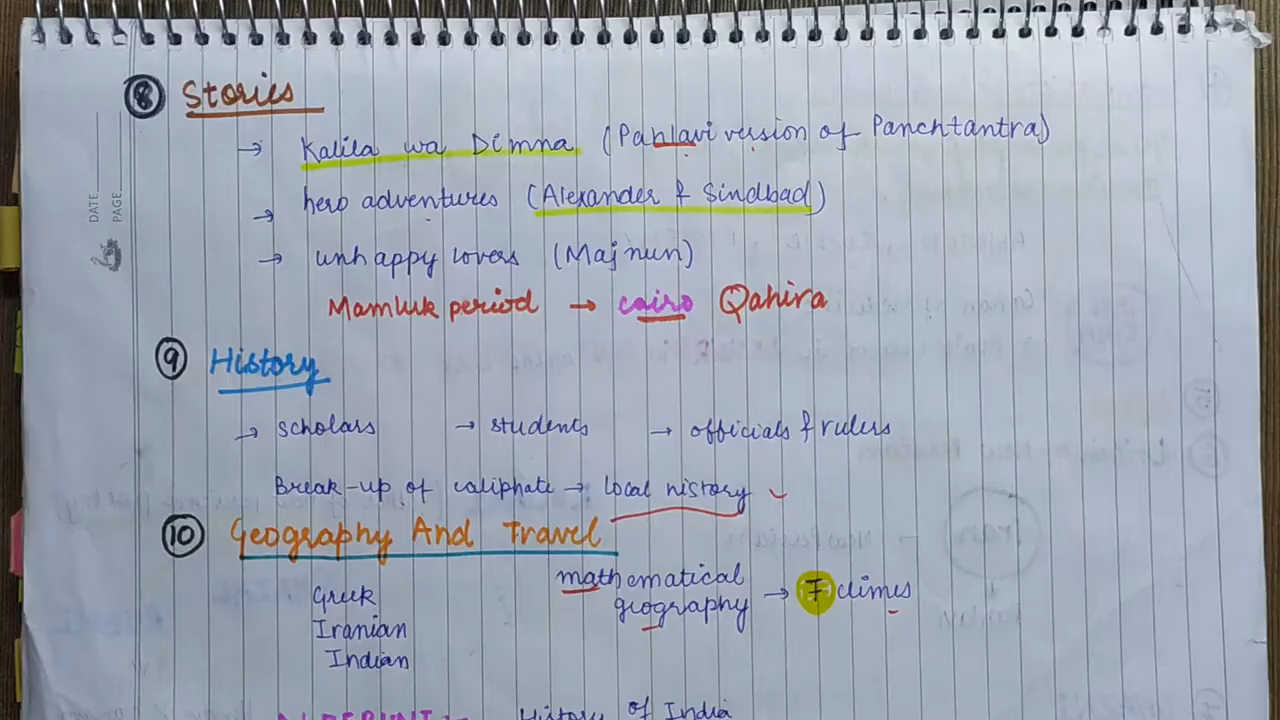 DATE
PAGE
8 Stories
→ Kalila wa Dimna (Pahlavi version of Panchtantra)
→ hero adventures (Alexander & Sindbad)
→ unhappy lovers (Majnun)
Mamluk period → cairo Qahira
9 History
→ scholars → students → officials & rulers
Break-up of caliphate → local history
10 Geography And Travel
mathematical geography → 7 climes
Greek
Iranian
Indian
History of India